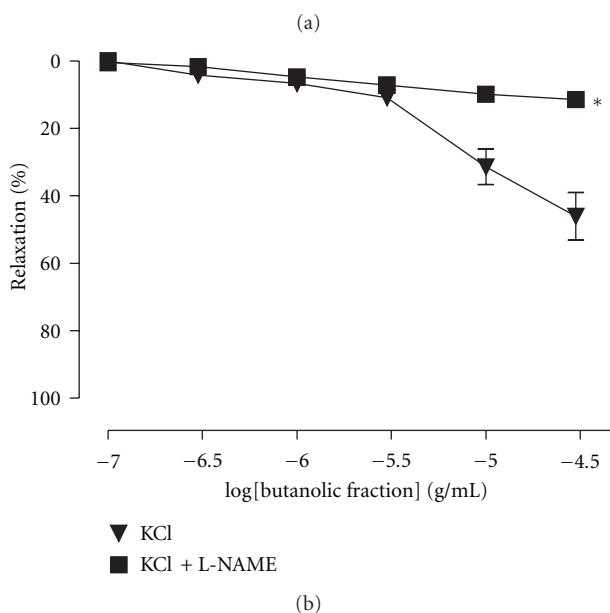 (a)
0
20
40
60
80
100
Relaxation (%)
*
−7 −6.5 −6 −5.5 −5 −4.5
log[butanolic fraction] (g/mL)
KCl
KCl + L-NAME
(b)